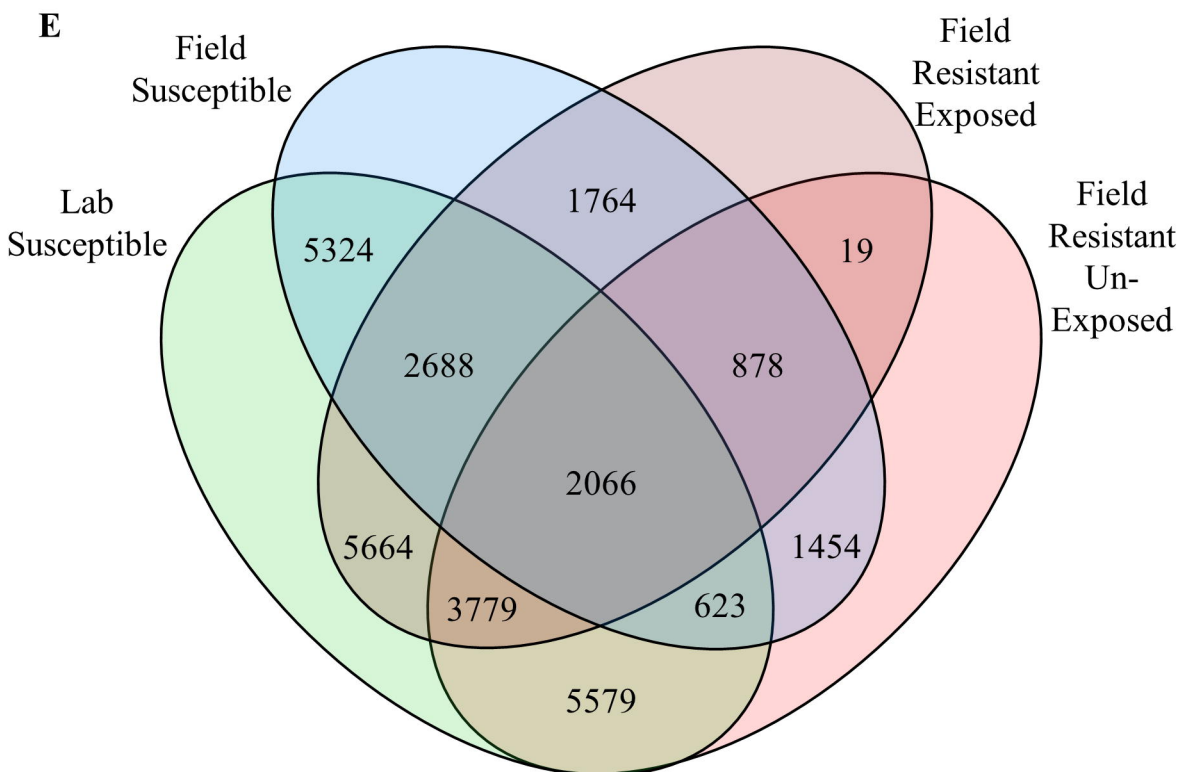 E
Field
Susceptible
Field
Resistant
Exposed
Lab
Susceptible
Field
Resistant
Un-
Exposed
1764
5324
19
2688
878
2066
5664
1454
3779
623
5579